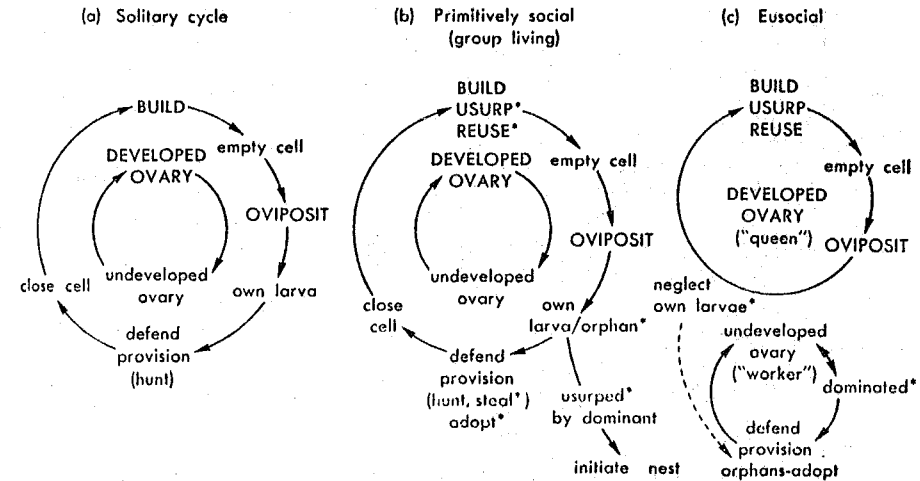 (a) Solitary cycle
BUILD
empty cell
DEVELOPED
OVARY
OVIPOSIT
undeveloped
ovary
own larva
close cell
defend
provision
(hunt)
(b) Primitively social
(group living)
BUILD
USURP*
REUSE*
empty cell
DEVELOPED
OVARY
OVIPOSIT
undeveloped
ovary
own
larva/orphan*
close
cell
defend
provision
(hunt, steal*)
adopt*
usurped*
by dominant
initiate nest
(c) Eusocial
BUILD
USURP
REUSE
empty cell
DEVELOPED
OVARY
("queen")
OVIPOSIT
neglect
own larvae*
undeveloped
ovary
("worker")
dominated*
defend
provision
orphans-adopt